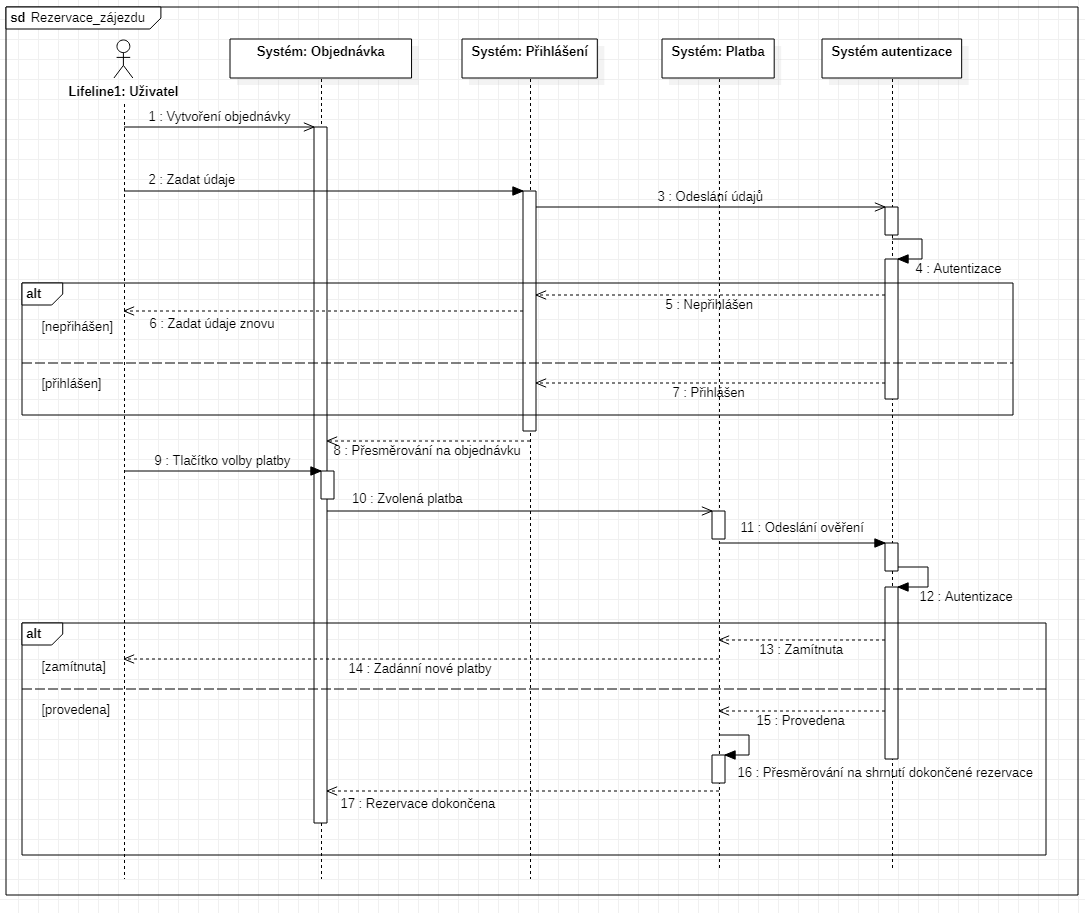 sd Rezervace_zájezdu
Systém: Objednávka
Systém: Přihlášení
Systém: Platba
Systém autentizace
Lifeline1: Uživatel
1 : Vytvoření objednávky
2 : Zadat údaje
3 : Odeslání údajů
4 : Autentizace
alt
5 : Nepřihlášen
6 : Zadat údaje znovu
[nepřihášen]
[přihlášen]
7 : Přihlášen
8 : Přesměrování na objednávku
9 : Tlačítko volby platby
10 : Zvolená platba
11 : Odeslání ověření
12 : Autentizace
alt
13 : Zamítnuta
[zamítnuta]
14 : Zadánní nové platby
[provedena]
15 : Provedena
16 : Přesměrování na shrnutí dokončené rezervace
17 : Rezervace dokončena